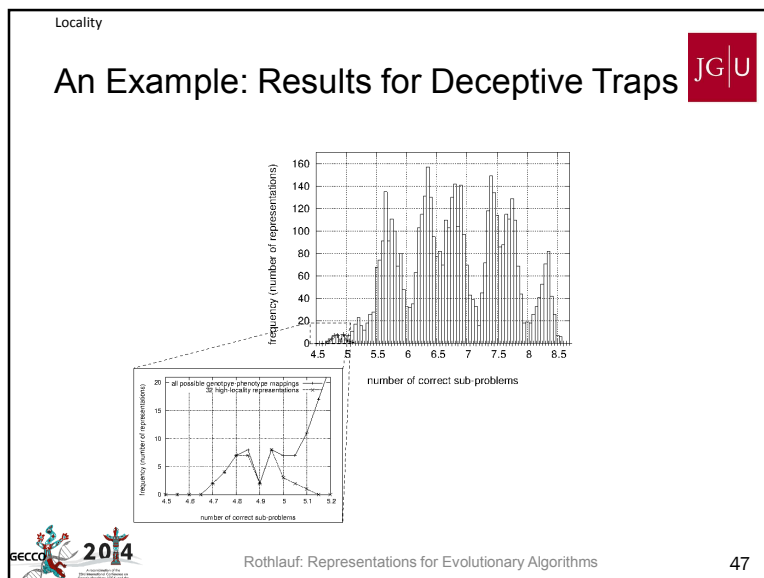 Locality
An Example: Results for Deceptive Traps
JG|U
frequency (number of representations)
160
140
120
100
80
60
40
20
0
4.5 5 5.5 6 6.5 7 7.5 8 8.5
number of correct sub-problems
all possible genotpye-phenotype mappings
high-locality representations
frequency (number of representations)
20
15
10
5
0
4.5 4.6 4.7 4.8 4.9 5 5.1 5.2
number of correct sub-problems
GECCO 2014
Rothlauf: Representations for Evolutionary Algorithms
47